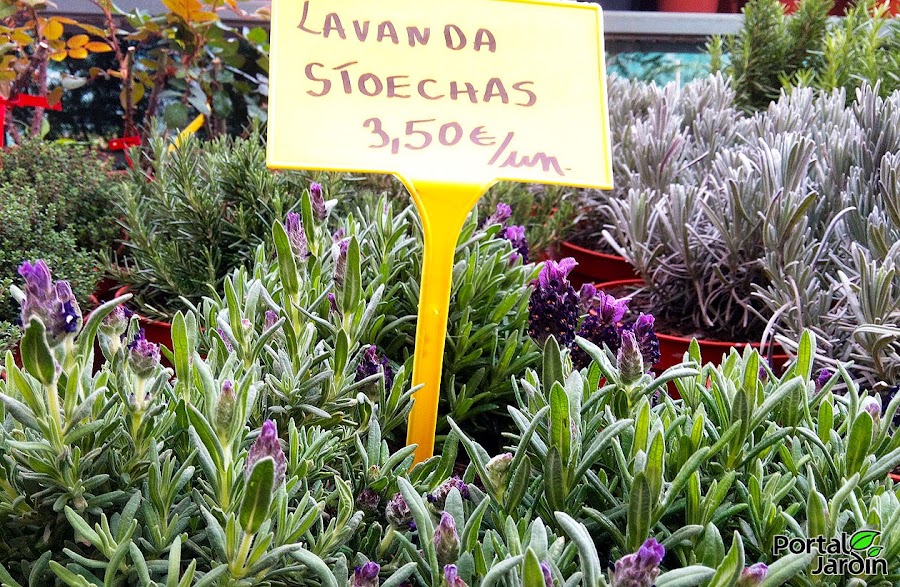 LAVANDA
STOECHAS
3,50€/un.
Portal
Jardin